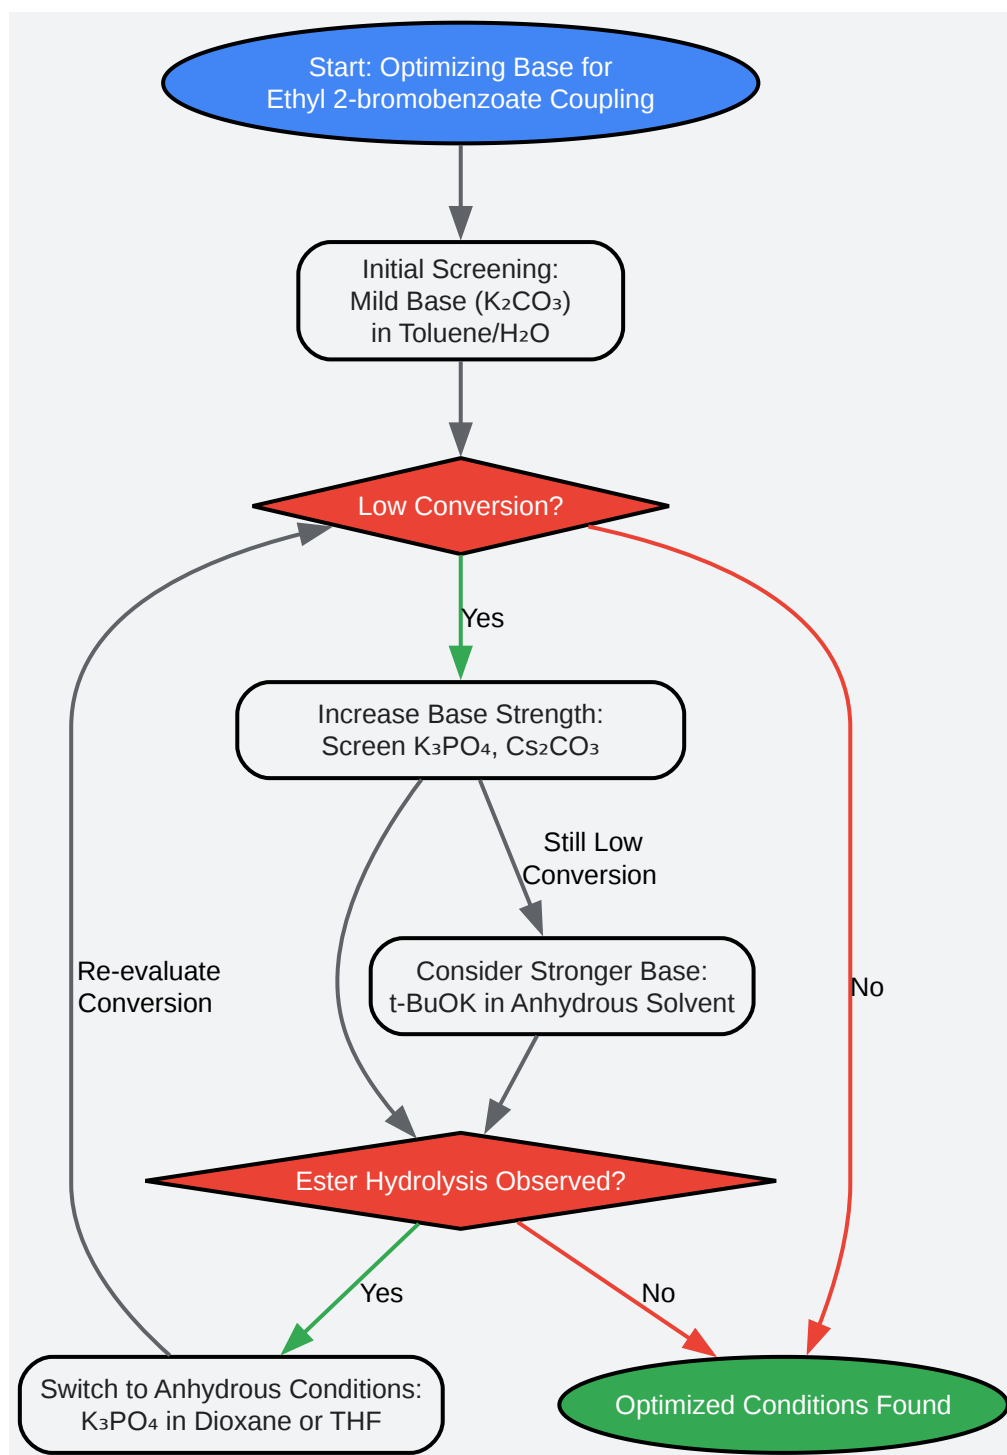 Start: Optimizing Base for
Ethyl 2-bromobenzoate Coupling
Initial Screening:
Mild Base (K₂CO₃)
in Toluene/H₂O
Low Conversion?
Yes
Increase Base Strength:
Screen K₃PO₄, Cs₂CO₃
Still Low
Conversion
Re-evaluate
Conversion
Consider Stronger Base:
t-BuOK in Anhydrous Solvent
No
Ester Hydrolysis Observed?
Yes
No
Switch to Anhydrous Conditions:
K₃PO₄ in Dioxane or THF
Optimized Conditions Found